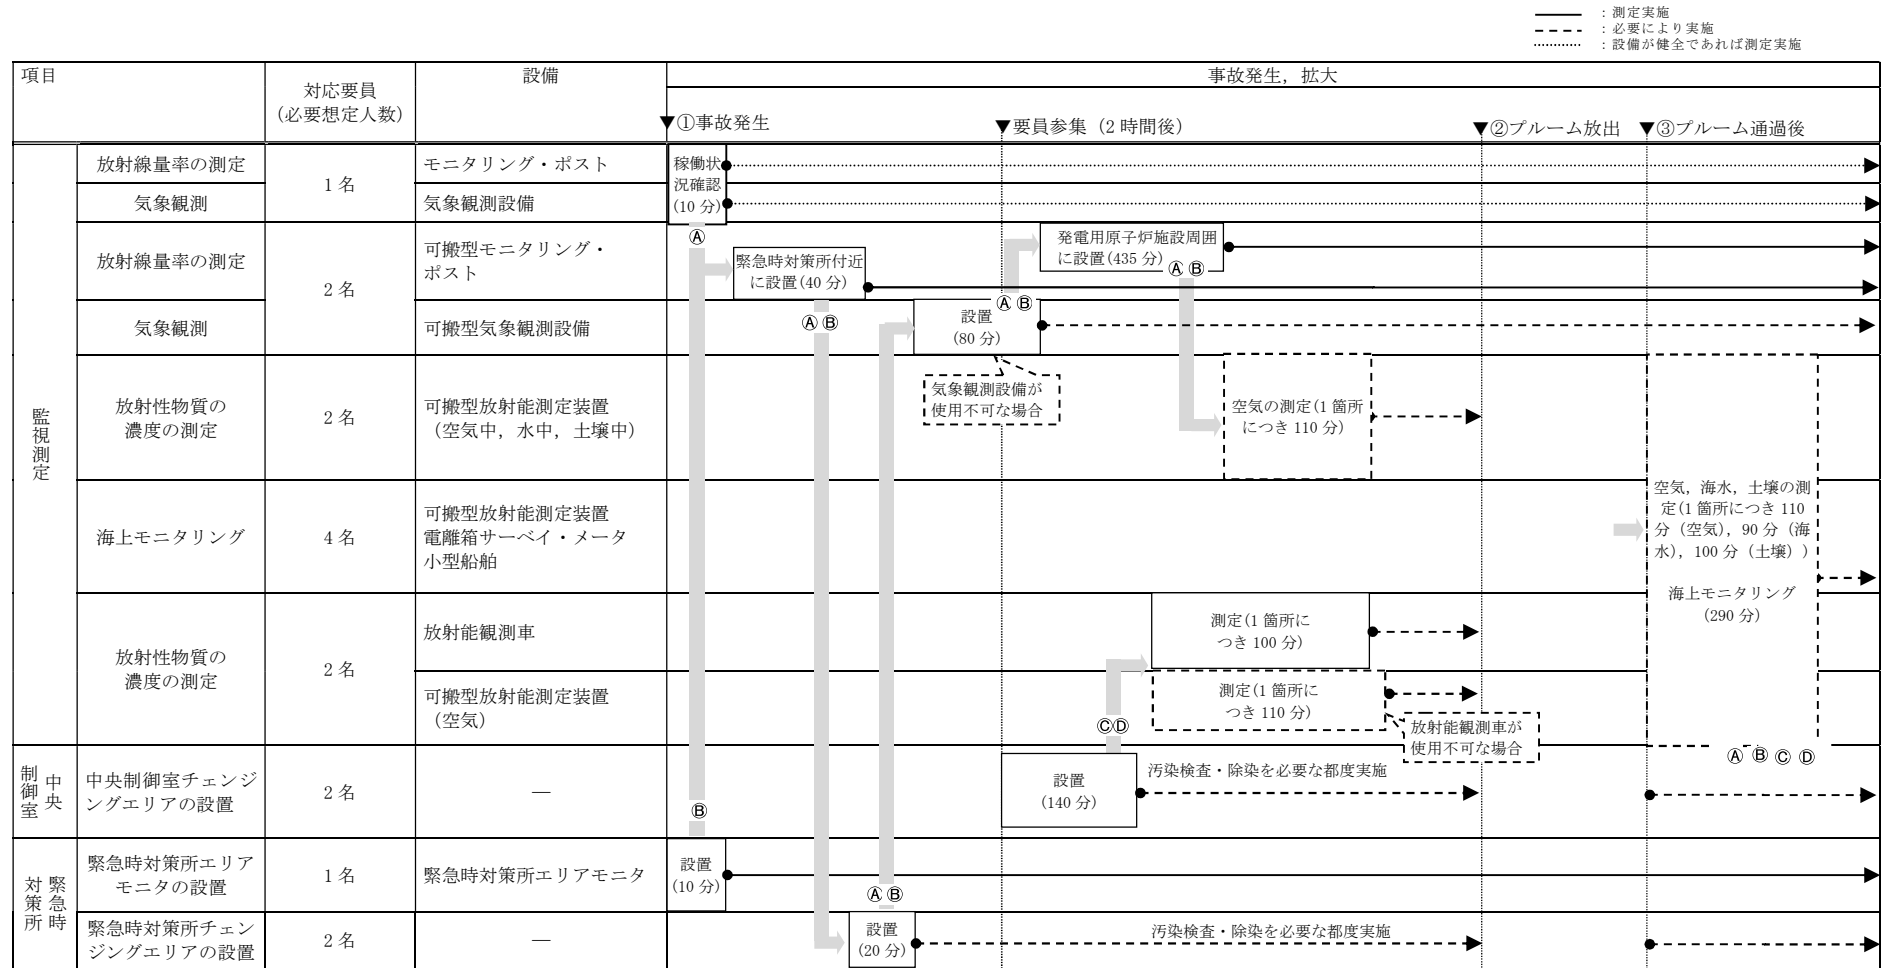 ：測定実施
：必要により実施
：設備が健全であれば測定実施
項目
対応要員
（必要想定人数）
設備
事故発生，拡大
▼①事故発生
▼要員参集（2 時間後）
▼②プルーム放出
▼③プルーム通過後
監視測定
放射線量率の測定
1 名
モニタリング・ポスト
稼働状
況確認
(10 分)
気象観測
気象観測設備
Ⓐ
放射線量率の測定
2 名
可搬型モニタリング・
ポスト
緊急時対策所付近
に設置(40 分)
発電用原子炉施設周囲
に設置(435 分)
Ⓐ Ⓑ
気象観測
可搬型気象観測設備
Ⓐ Ⓑ
設置
(80 分)
Ⓐ Ⓑ
気象観測設備が
使用不可な場合
放射性物質の
濃度の測定
2 名
可搬型放射能測定装置
（空気中，水中，土壌中）
空気の測定(1 箇所
につき 110 分)
海上モニタリング
4 名
可搬型放射能測定装置
電離箱サーベイ・メータ
小型船舶
空気，海水，土壌の測
定(1 箇所につき 110
分（空気），90 分（海
水），100 分（土壌））
海上モニタリング
(290 分)
放射性物質の
濃度の測定
2 名
放射能観測車
測定(1 箇所に
つき 100 分)
可搬型放射能測定装置
（空気）
測定(1 箇所に
つき 110 分)
放射能観測車が
使用不可な場合
ⒸⒹ
Ⓐ Ⓑ Ⓒ Ⓓ
中央
制御室
中央制御室チェンジ
ングエリアの設置
2 名
―
設置
(140 分)
汚染検査・除染を必要な都度実施
Ⓑ
緊急時
対策所
緊急時対策所エリア
モニタの設置
1 名
緊急時対策所エリアモニタ
設置
(10 分)
Ⓐ Ⓑ
緊急時対策所チェン
ジングエリアの設置
2 名
―
設置
(20 分)
汚染検査・除染を必要な都度実施